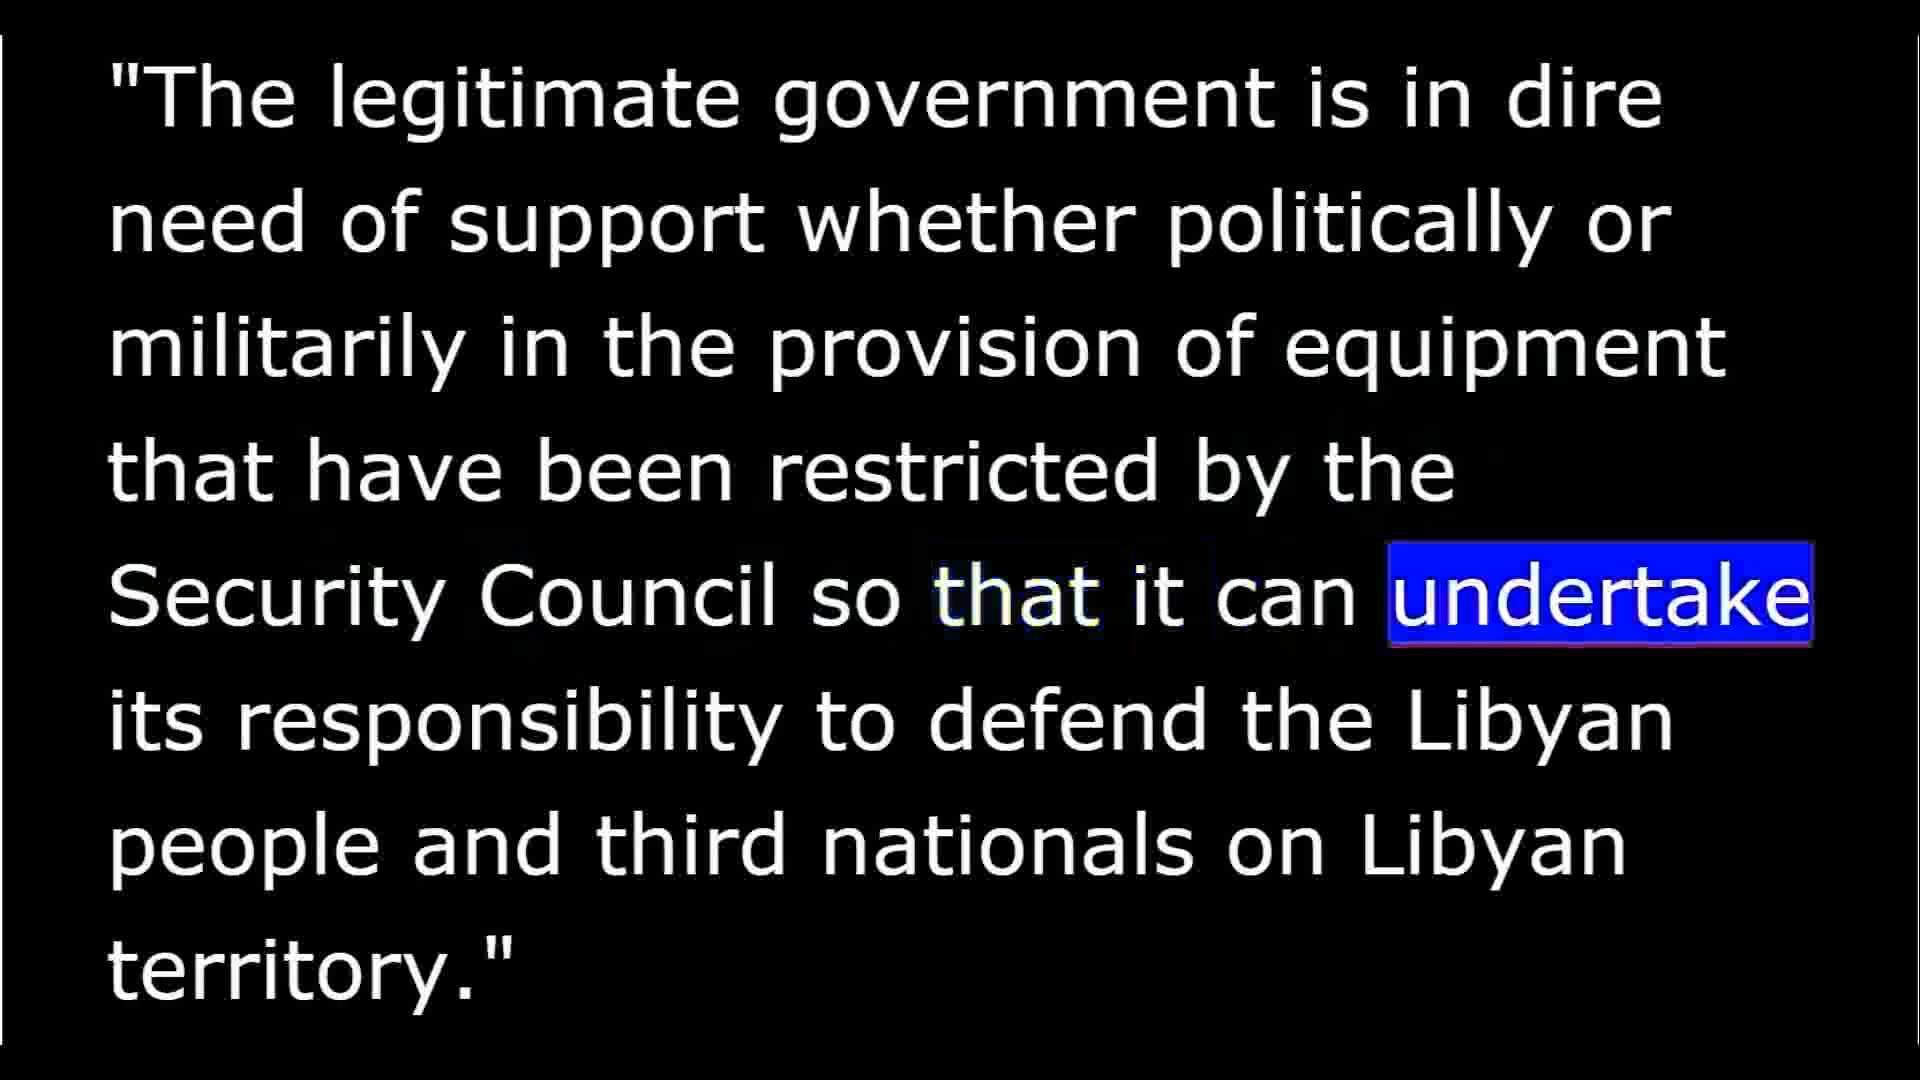 "The legitimate government is in dire
need of support whether politically or
militarily in the provision of equipment
that have been restricted by the
Security Council so that it can undertake
its responsibility to defend the Libyan
people and third nationals on Libyan
territory."